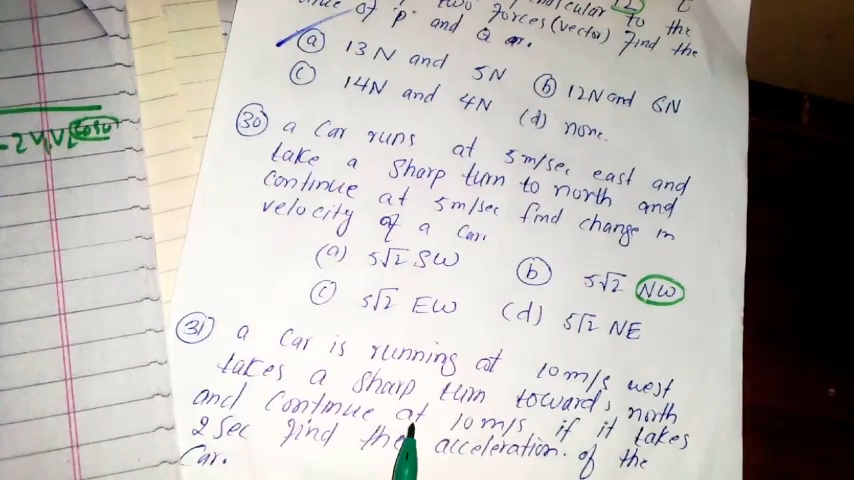 two forces (vector) find the
of "p" and Q ar.
(a) 13N and 5N (b) 12N and 6N
(c) 14N and 4N (d) none
-2V1V2 cosθ
(30) a Car runs at 5m/sec east and
take a sharp turn to north and
Continue at 5m/sec find change in
velocity of a Car.
(a) 5√2 SW (b) 5√2 NW
(c) 5√2 EW (d) 5√2 NE
(31) a Car is running at 10m/s west
takes a sharp turn towards north
and Continue at 10m/s if it takes
2sec find the acceleration of the
Car.